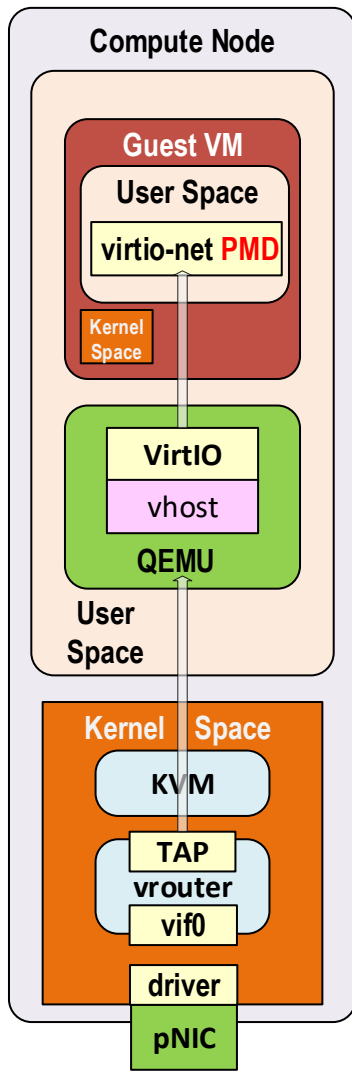 Compute Node
Guest VM
User Space
virtio-net PMD
Kernel
Space
VirtIO
vhost
QEMU
User
Space
Kernel Space
KVM
TAP
vrouter
vif0
driver
pNIC